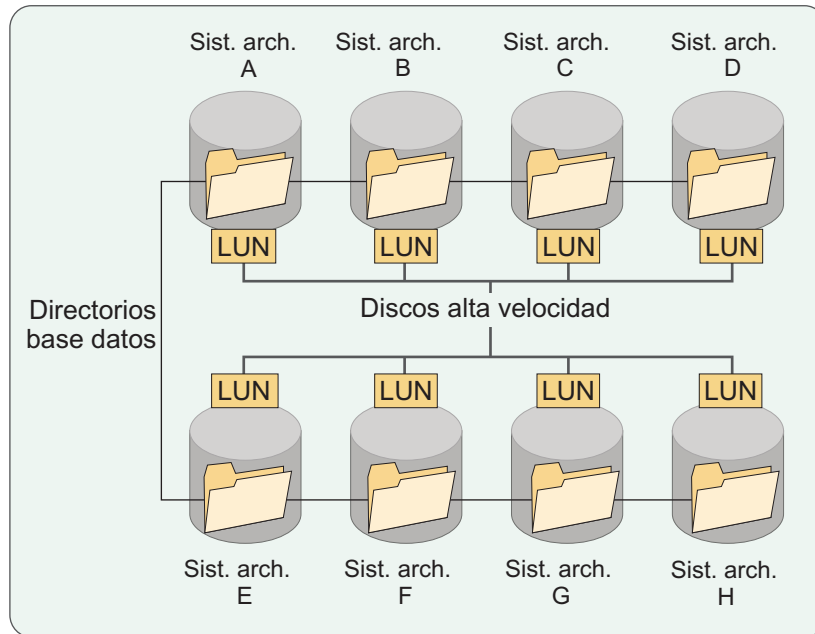 Sist. arch.
A
Sist. arch.
B
Sist. arch.
C
Sist. arch.
D
LUN
LUN
LUN
LUN
Directorios
base datos
Discos alta velocidad
LUN
LUN
LUN
LUN
Sist. arch.
E
Sist. arch.
F
Sist. arch.
G
Sist. arch.
H